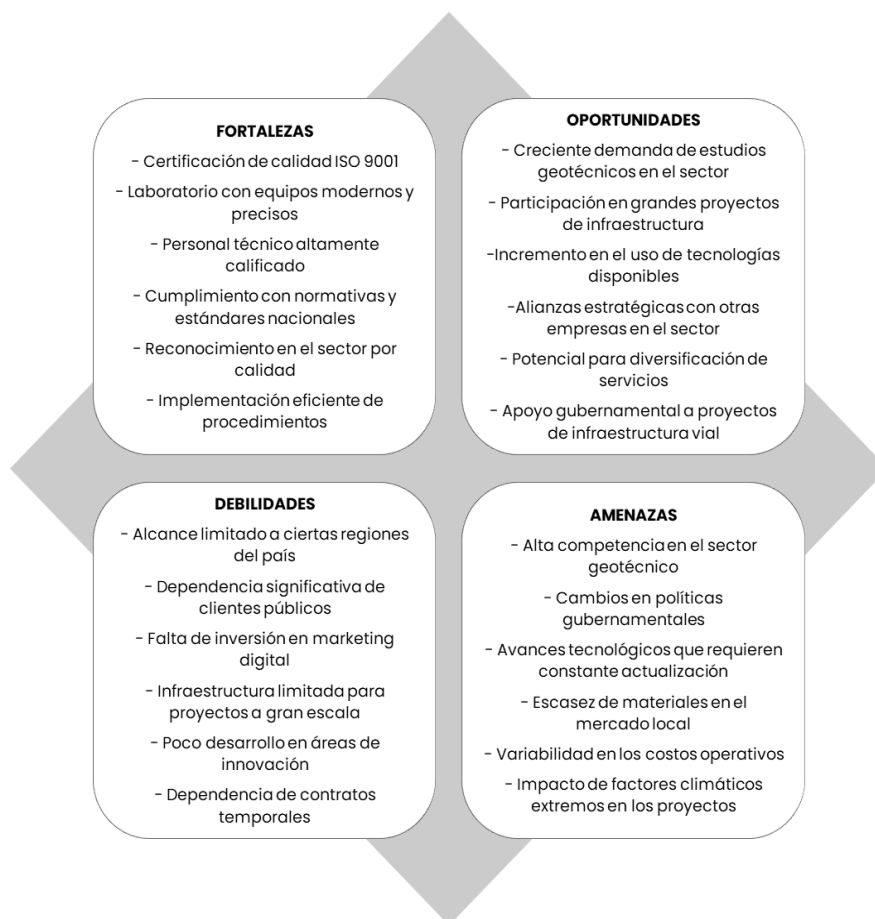 FORTALEZAS
- Certificación de calidad ISO 9001
- Laboratorio con equipos modernos y
precisos
- Personal técnico altamente
calificado
- Cumplimiento con normativas y
estándares nacionales
- Reconocimiento en el sector por
calidad
- Implementación eficiente de
procedimientos
OPORTUNIDADES
- Creciente demanda de estudios
geotécnicos en el sector
- Participación en grandes proyectos
de infraestructura
-Incremento en el uso de tecnologías
disponibles
-Alianzas estratégicas con otras
empresas en el sector
- Potencial para diversificación de
servicios
- Apoyo gubernamental a proyectos
de infraestructura vial
DEBILIDADES
- Alcance limitado a ciertas regiones
del país
- Dependencia significativa de
clientes públicos
- Falta de inversión en marketing
digital
- Infraestructura limitada para
proyectos a gran escala
- Poco desarrollo en áreas de
innovación
- Dependencia de contratos
temporales
AMENAZAS
- Alta competencia en el sector
geotécnico
- Cambios en políticas
gubernamentales
- Avances tecnológicos que requieren
constante actualización
- Escasez de materiales en el
mercado local
- Variabilidad en los costos operativos
- Impacto de factores climáticos
extremos en los proyectos